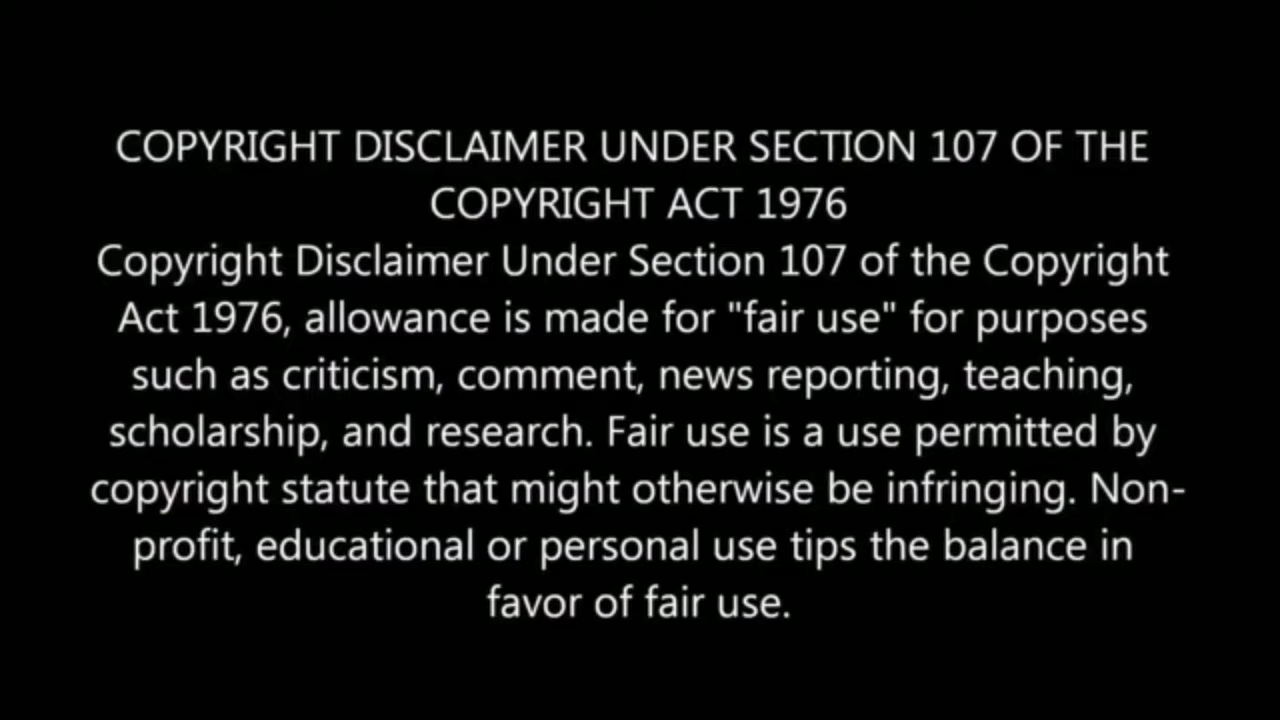 COPYRIGHT DISCLAIMER UNDER SECTION 107 OF THE
COPYRIGHT ACT 1976
Copyright Disclaimer Under Section 107 of the Copyright
Act 1976, allowance is made for "fair use" for purposes
such as criticism, comment, news reporting, teaching,
scholarship, and research. Fair use is a use permitted by
copyright statute that might otherwise be infringing. Non-
profit, educational or personal use tips the balance in
favor of fair use.